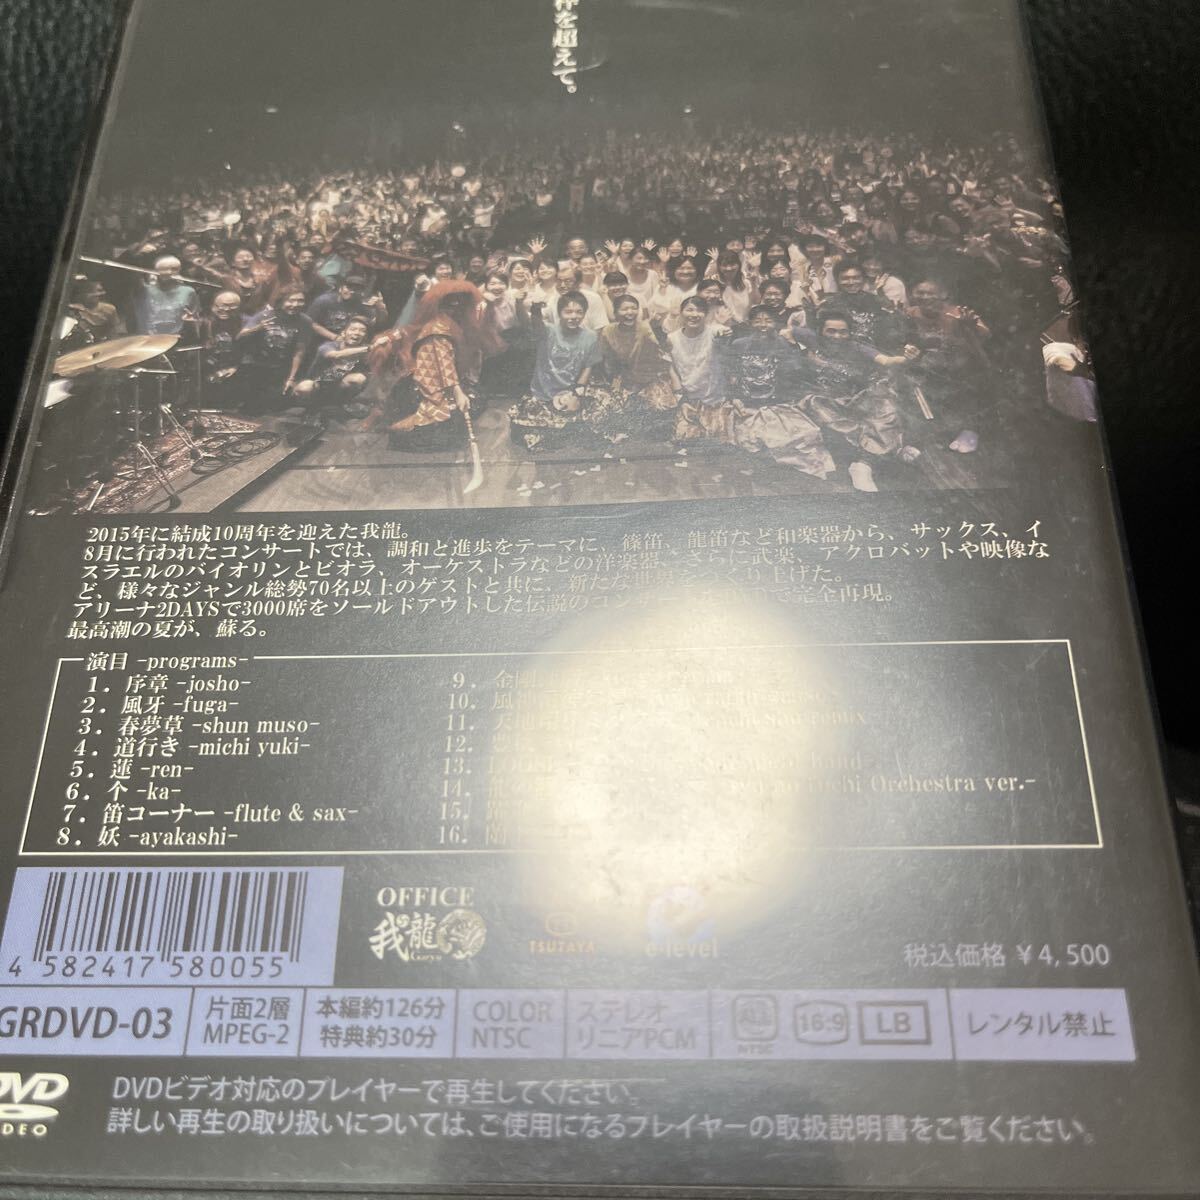 枠を超えて。
2015年に結成10周年を迎えた我龍。
8月に行われたコンサートでは、調和と進歩をテーマに、篠笛、龍笛など和楽器から、サックス、イ
スラエルのバイオリンとビオラ、オーケストラなどの洋楽器、さらに武楽、アクロバットや映像な
ど、様々なジャンル総勢70名以上のゲストと共に、新たな世界を り上げた。
アリーナ2DAYSで3000席をソールドアウトした伝説のコンサートを で完全再現。
最高潮の夏が、蘇る。
演目 -programs-
1. 序章 -josho-
2. 風牙 -fuga-
3. 春夢草 -shun muso-
4. 道行き -michi yuki-
5. 蓮 -ren-
6. 个 -ka-
7. 笛コーナー -flute & sax-
8. 妖 -ayakashi-
9. 金剛
10. 風
11. 天地
12.
13.
14. Orchestra ver.-
15.
16.
OFFICE
我龍
Garyu
TSUTAYA
e-level
税込価格 ¥4,500
4 582417 580055
GRDVD-03
片面2層
MPEG-2
本編約126分
特典約30分
COLOR
NTSC
ステレオ
リニアPCM
NTSC
16:9
LB
レンタル禁止
DVD
VIDEO
DVDビデオ対応のプレイヤーで再生してください。
詳しい再生の取り扱いについては、ご使用になるプレイヤーの取扱説明書をご覧ください。